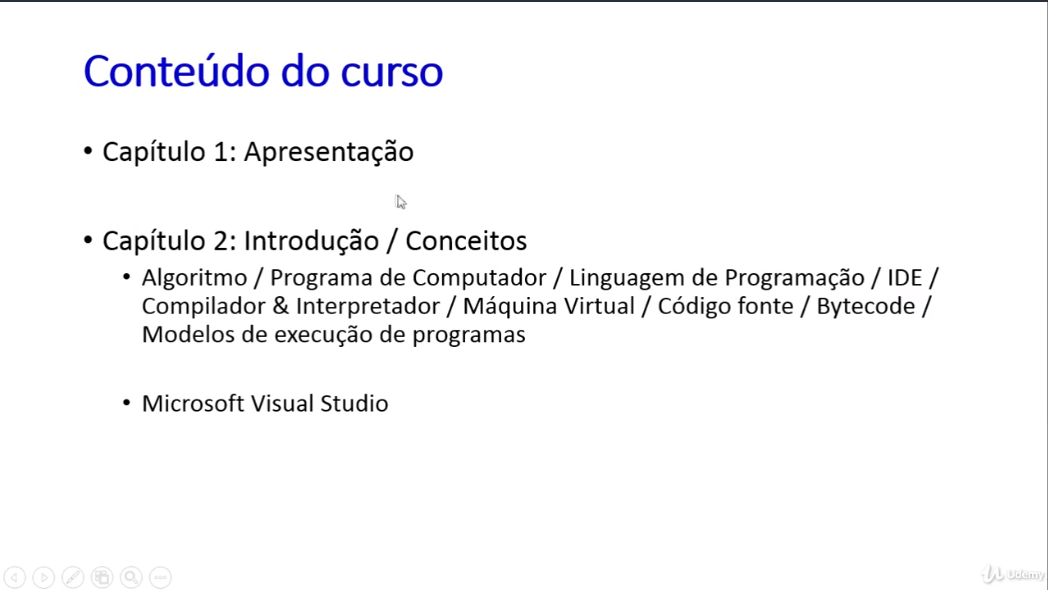 Conteúdo do curso
• Capítulo 1: Apresentação
• Capítulo 2: Introdução / Conceitos
• Algoritmo / Programa de Computador / Linguagem de Programação / IDE /
Compilador & Interpretador / Máquina Virtual / Código fonte / Bytecode /
Modelos de execução de programas
• Microsoft Visual Studio
Udemy